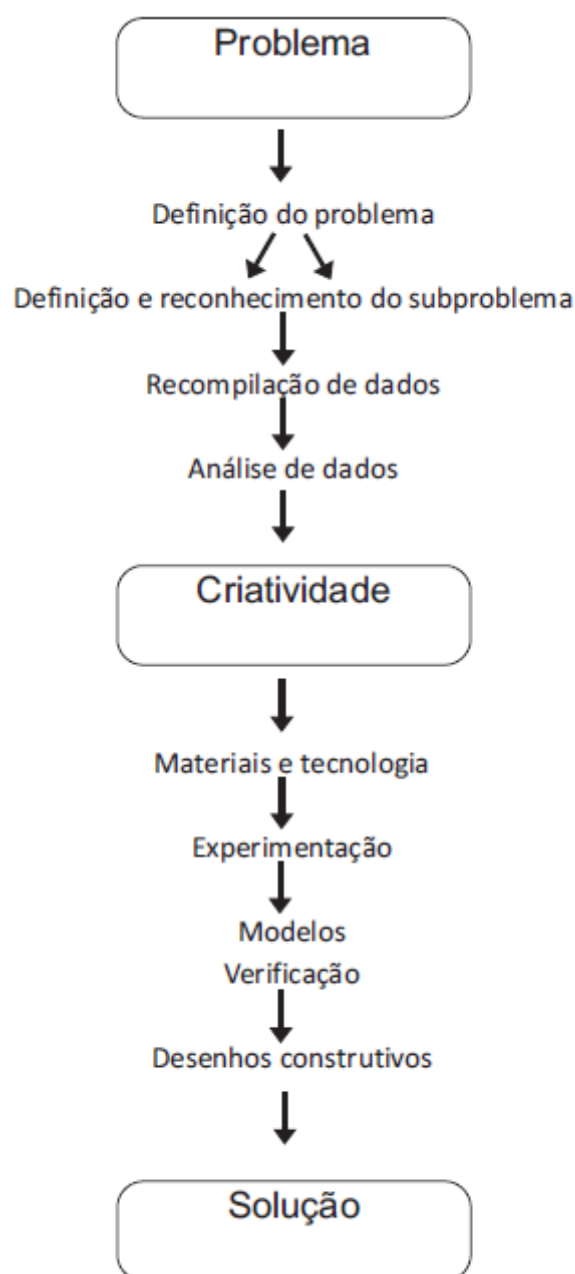 Problema
Definição do problema
Definição e reconhecimento do subproblema
Recompilação de dados
Análise de dados
Criatividade
Materiais e tecnologia
Experimentação
Modelos
Verificação
Desenhos construtivos
Solução